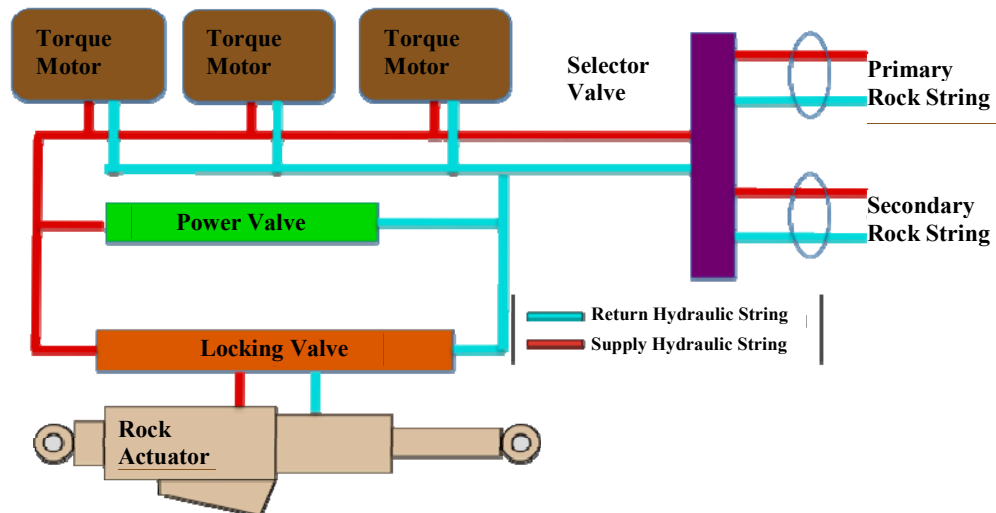 Torque
Motor
Torque
Motor
Torque
Motor
Selector
Valve
Primary
Rock String
Power Valve
Secondary
Rock String
Return Hydraulic String
Supply Hydraulic String
Locking Valve
Rock
Actuator